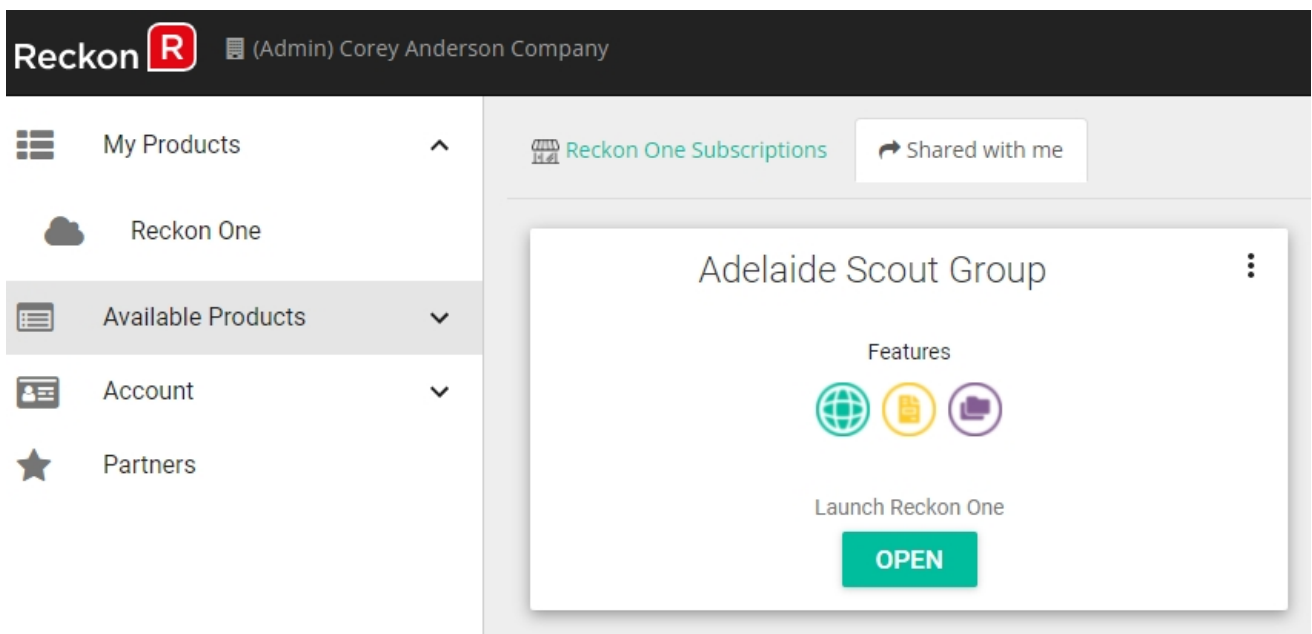 Reckon R
(Admin) Corey Anderson Company
My Products
Reckon One
Available Products
Account
Partners
Reckon One Subscriptions
Shared with me
Adelaide Scout Group
Features
Launch Reckon One
OPEN